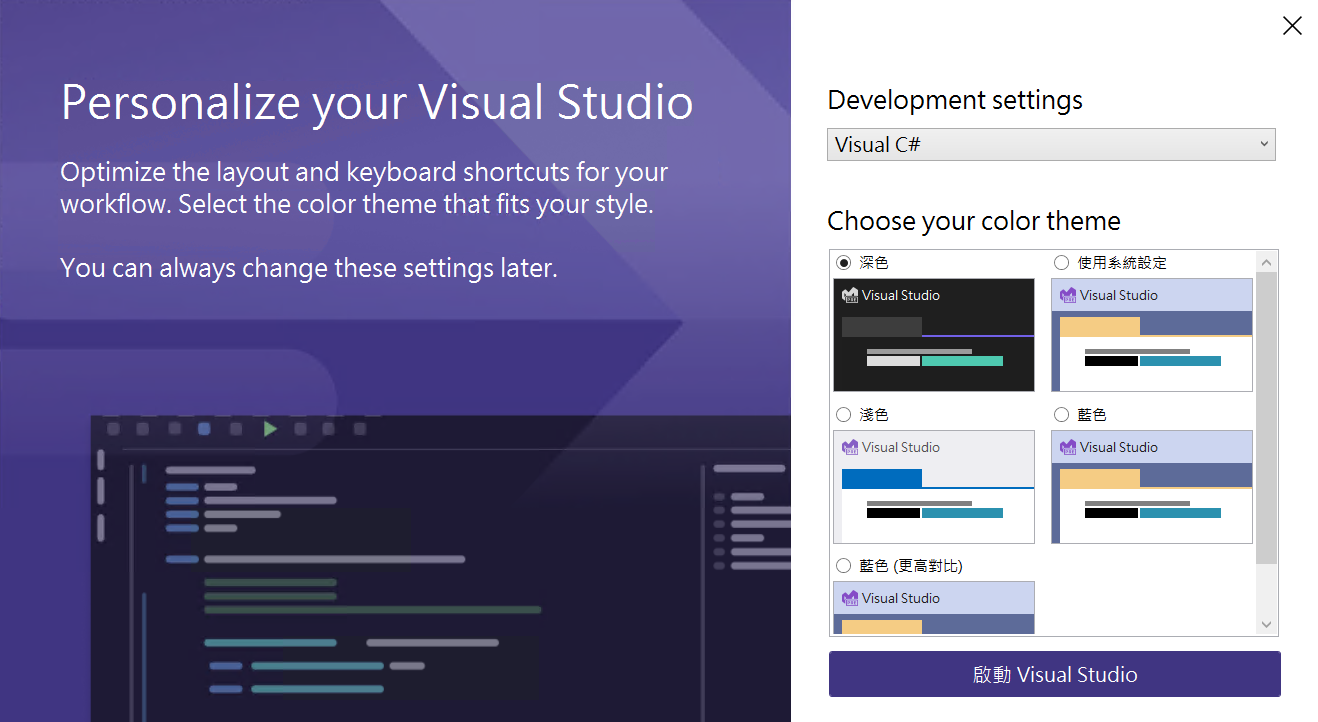 Personalize your Visual Studio
Optimize the layout and keyboard shortcuts for your
workflow. Select the color theme that fits your style.
You can always change these settings later.
Development settings
Visual C#
Choose your color theme
深色
使用系統設定
Visual Studio
Visual Studio
淺色
藍色
Visual Studio
Visual Studio
藍色 (更高對比)
Visual Studio
啟動 Visual Studio